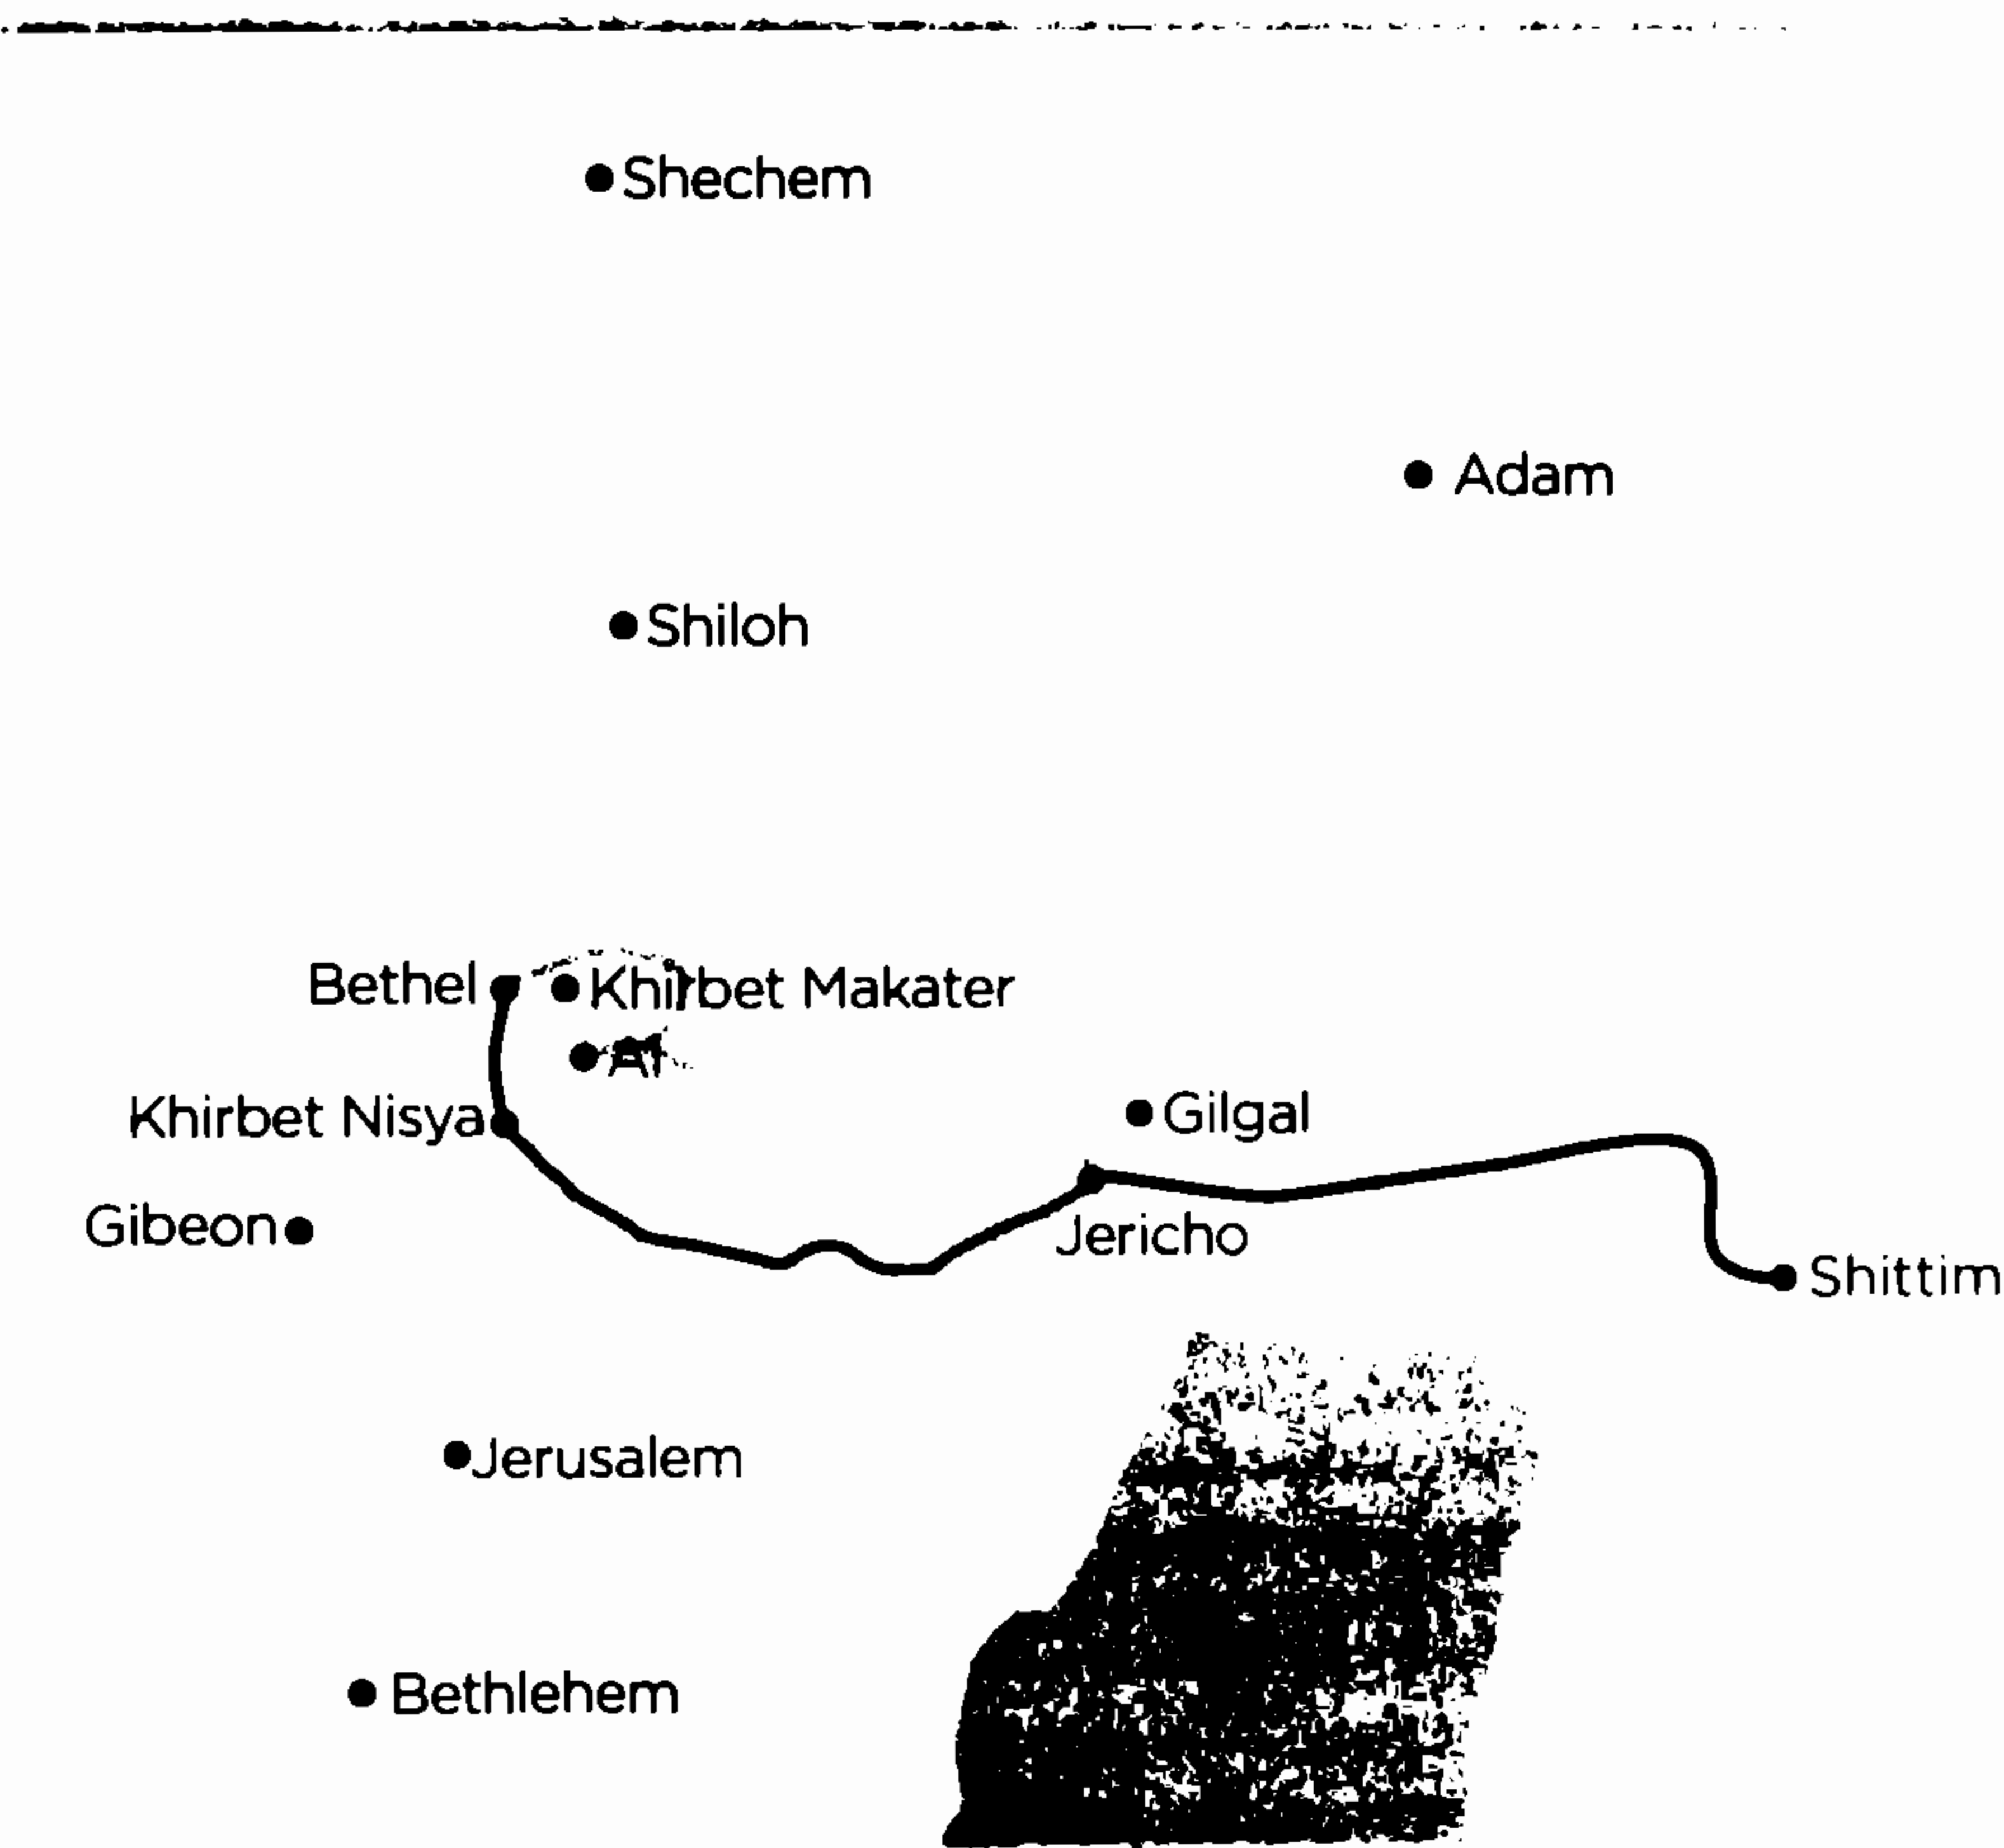 Shechem
Adam
Shiloh
Bethel
Khirbet Makater
Ai
Khirbet Nisya
Gilgal
Gibeon
Jericho
Shittim
Jerusalem
Bethlehem